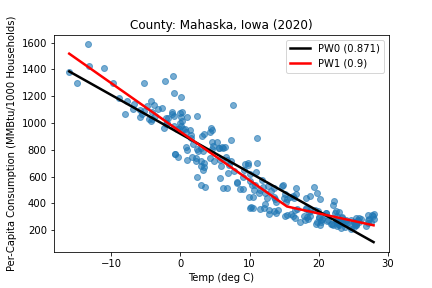 County: Mahaska, Iowa (2020)
Per-Capita Consumption (MMBtu/1000 Households)
1600
1400
1200
1000
800
600
400
200
PW0 (0.871)
PW1 (0.9)
−10 0 10 20 30
Temp (deg C)